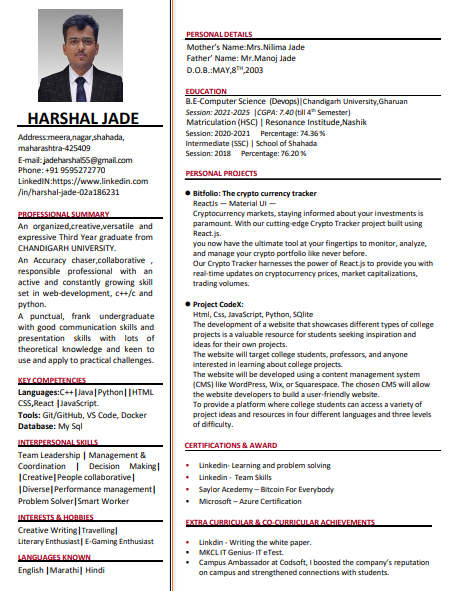 HARSHAL JADE
Address:meera,nagar,shahada,
maharashtra-425409
E-mail: jadeharshal55@gmail.com
Phone: +91 9595272770
LinkedIN:https://www.linkedin.com
/in/harshal-jade-02a186231
PROFESSIONAL SUMMARY
An organized,creative,versatile and
expressive Third Year graduate from
CHANDIGARH UNIVERSITY.
An Accuracy chaser,collaborative ,
responsible professional with an
active and constantly growing skill
set in web-development, c++/c and
python.
A punctual, frank undergraduate
with good communication skills and
presentation skills with lots of
theoretical knowledge and keen to
use and apply to practical challenges.
KEY COMPETENCIES
Languages:C++|Java|Python||HTML
CSS,React |JavaScript.
Tools: Git/GitHub, VS Code, Docker
Database: My Sql
INTERPERSONAL SKILLS
Team Leadership | Management &
Coordination | Decision Making|
|Creative|People collaborative|
|Diverse|Performance management|
Problem Solver|Smart Worker
INTERESTS & HOBBIES
Creative Writing|Travelling|
Literary Enthusiast| E-Gaming Enthusiast
LANGUAGES KNOWN
English |Marathi| Hindi
PERSONAL DETAILS
Mother's Name:Mrs.Nilima Jade
Father' Name: Mr.Manoj Jade
D.O.B.:MAY,8TH,2003
EDUCATION
B.E-Computer Science (Devops)|Chandigarh University,Gharuan
Session: 2021-2025 |CGPA: 7.40 (till 4th Semester)
Matriculation (HSC) | Resonance Institude,Nashik
Session: 2020-2021 Percentage: 74.36 %
Intermediate (SSC) | School of Shahada
Session: 2018 Percentage: 76.20 %
PERSONAL PROJECTS
● Bitfolio: The crypto currency tracker
ReactJs — Material UI —
Cryptocurrency markets, staying informed about your investments is
paramount. With our cutting-edge Crypto Tracker project built using
React.js.
you now have the ultimate tool at your fingertips to monitor, analyze,
and manage your crypto portfolio like never before.
Our Crypto Tracker harnesses the power of React.js to provide you with
real-time updates on cryptocurrency prices, market capitalizations,
trading volumes.
● Project CodeX:
Html, Css, JavaScript, Python, SQlite
The development of a website that showcases different types of college
projects is a valuable resource for students seeking inspiration and
ideas for their own projects.
The website will target college students, professors, and anyone
interested in learning about college projects.
The website will be developed using a content management system
(CMS) like WordPress, Wix, or Squarespace. The chosen CMS will allow
the website developers to build a user-friendly website.
To provide a platform where college students can access a variety of
project ideas and resources in four different languages and three levels
of difficulty.
CERTIFICATIONS & AWARD
▪ Linkedin- Learning and problem solving
▪ Linkedin - Team Skills
▪ Saylor Acedemy – Bitcoin For Everybody
▪ Microsoft – Azure Certification
EXTRA CURRICULAR & CO-CURRICULAR ACHIEVEMENTS
▪ Linkdin - Writing the white paper.
▪ MKCL IT Genius- IT eTest.
▪ Campus Ambassador at Codsoft, I boosted the company's reputation
on campus and strengthened connections with students.